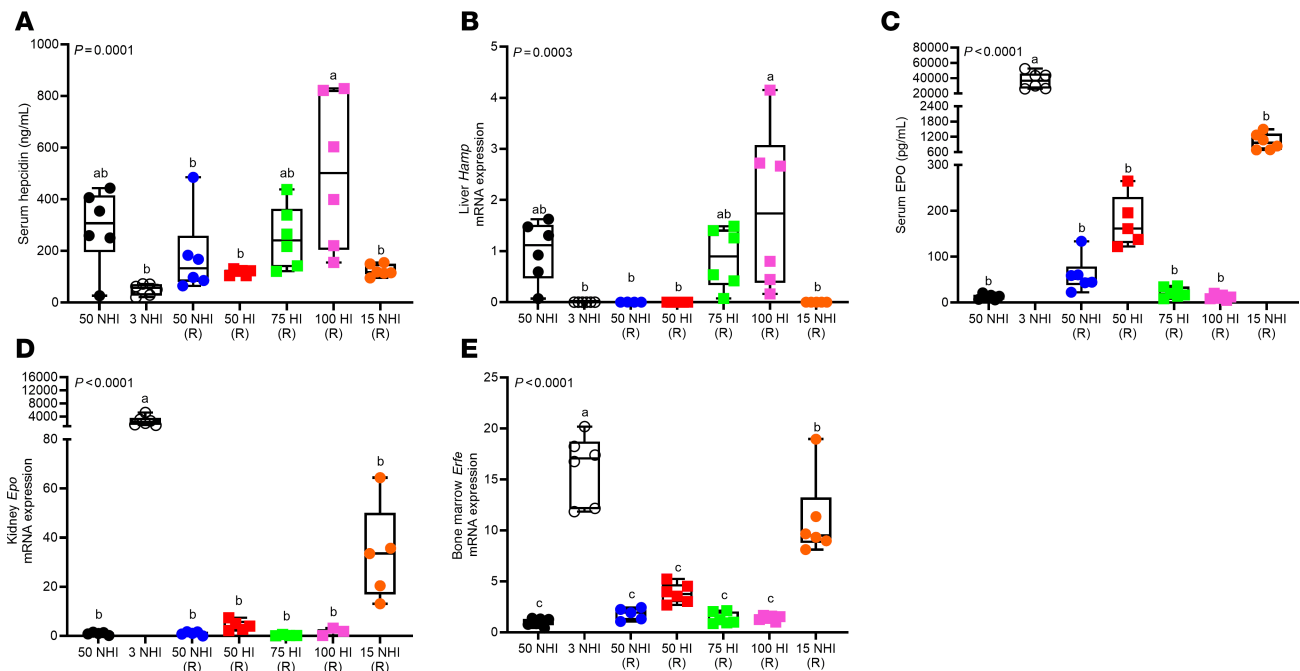 A
P = 0.0001
Serum hepcidin (ng/mL)
1000
800
600
400
200
0
ab
b
b
b
ab
a
b
50 NHI
3 NHI
50 NHI
(R)
50 HI
(R)
75 HI
(R)
100 HI
(R)
15 NHI
(R)
B
P = 0.0003
Liver Hamp
mRNA expression
5
4
3
2
1
0
ab
b
b
b
ab
a
b
50 NHI
3 NHI
50 NHI
(R)
50 HI
(R)
75 HI
(R)
100 HI
(R)
15 NHI
(R)
C
P < 0.0001
Serum EPO (pg/mL)
80000
60000
40000
20000
2400
1800
1200
600
300
200
100
0
b
a
b
b
b
b
b
50 NHI
3 NHI
50 NHI
(R)
50 HI
(R)
75 HI
(R)
100 HI
(R)
15 NHI
(R)
D
P < 0.0001
Kidney Epo
mRNA expression
16000
12000
8000
4000
80
60
40
20
0
b
a
b
b
b
b
b
50 NHI
3 NHI
50 NHI
(R)
50 HI
(R)
75 HI
(R)
100 HI
(R)
15 NHI
(R)
E
P < 0.0001
Bone marrow Erfe
mRNA expression
25
20
15
10
5
0
c
a
c
c
c
c
b
50 NHI
3 NHI
50 NHI
(R)
50 HI
(R)
75 HI
(R)
100 HI
(R)
15 NHI
(R)